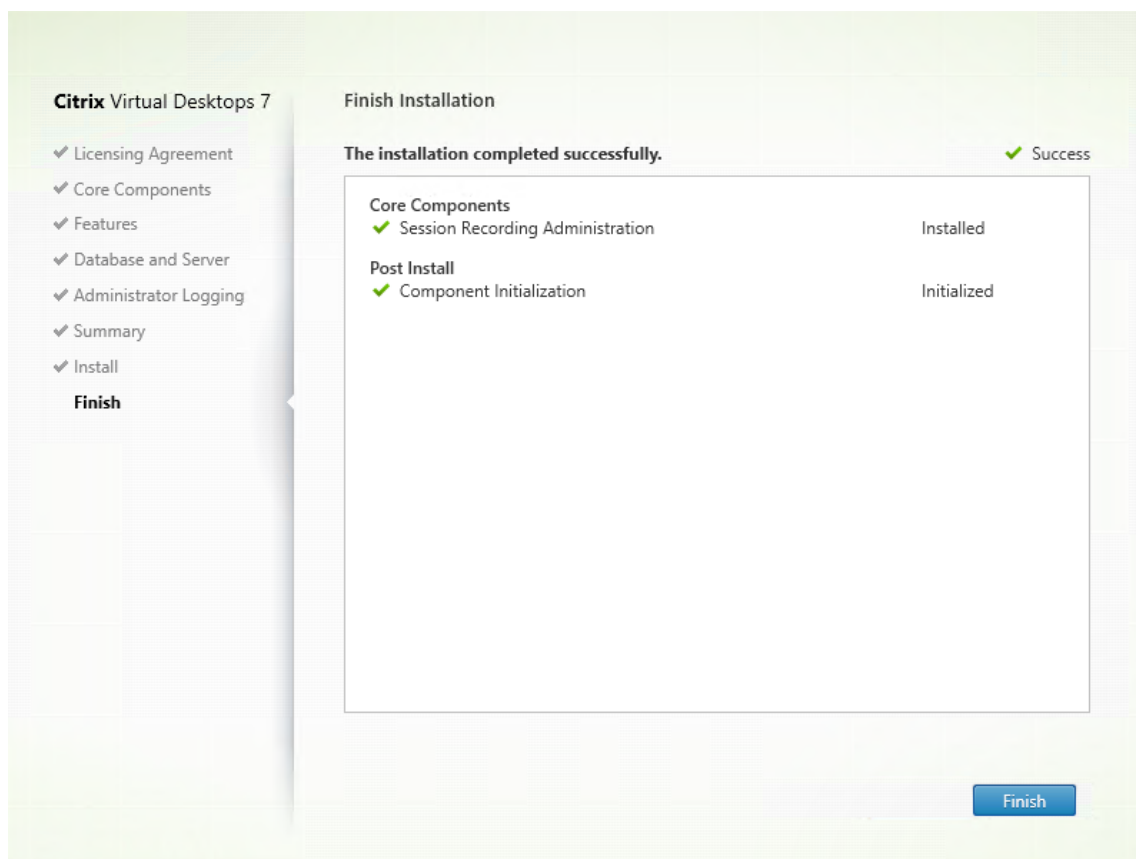 Citrix Virtual Desktops 7
Licensing Agreement
Core Components
Features
Database and Server
Administrator Logging
Summary
Install
Finish
Finish Installation
The installation completed successfully. Success
Core Components
Session Recording Administration Installed
Post Install
Component Initialization Initialized
Finish